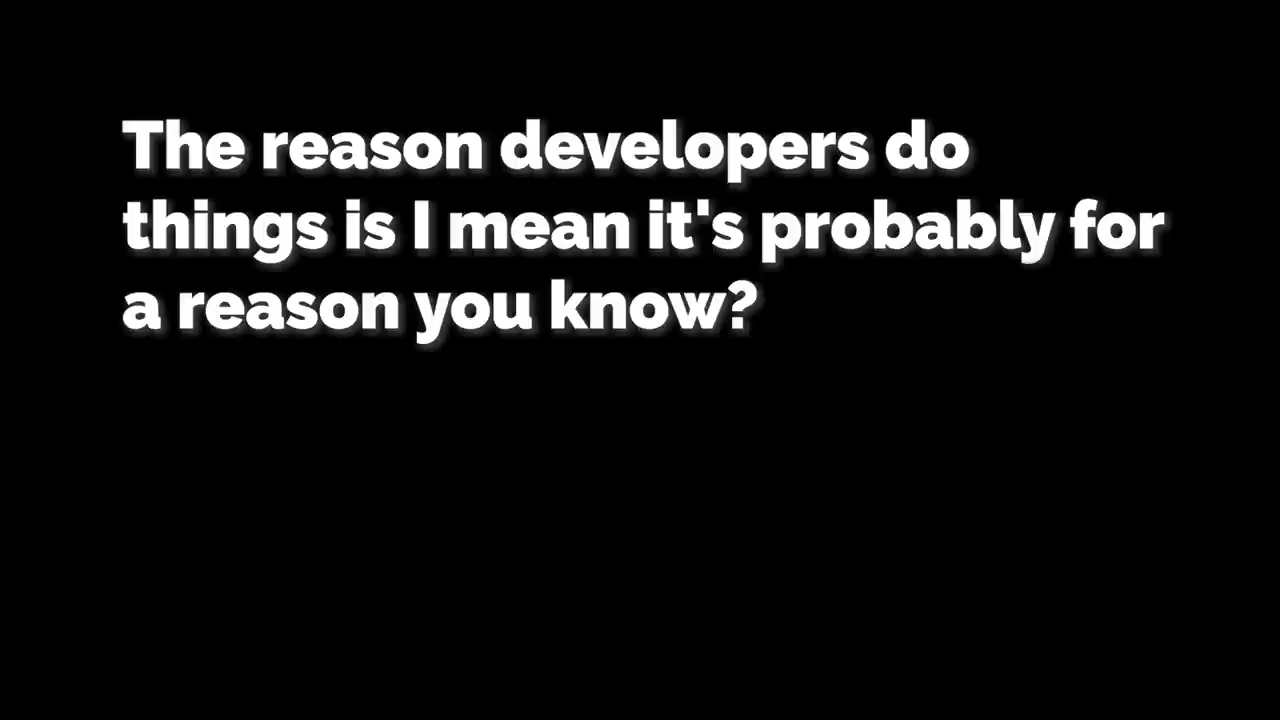 The reason developers do
things is I mean it's probably for
a reason you know?